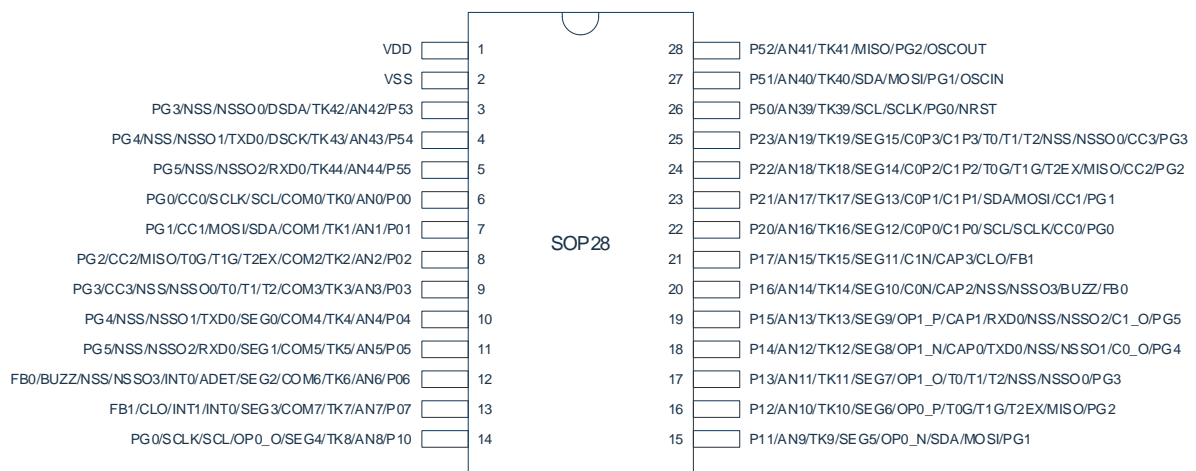 VDD 1
VSS 2
PG3/NSS/NSSO0/DSDA/TK42/AN42/P53 3
PG4/NSS/NSSO1/TXD0/DSCK/TK43/AN43/P54 4
PG5/NSS/NSSO2/RXD0/TK44/AN44/P55 5
PG0/CC0/SCLK/SCL/COM0/TK0/AN0/P00 6
PG1/CC1/MOSI/SDA/COM1/TK1/AN1/P01 7
PG2/CC2/MISO/T0G/T1G/T2EX/COM2/TK2/AN2/P02 8
PG3/CC3/NSS/NSSO0/T0/T1/T2/COM3/TK3/AN3/P03 9
PG4/NSS/NSSO1/TXD0/SEG0/COM4/TK4/AN4/P04 10
PG5/NSS/NSSO2/RXD0/SEG1/COM5/TK5/AN5/P05 11
FB0/BUZZ/NSS/NSSO3/INT0/ADET/SEG2/COM6/TK6/AN6/P06 12
FB1/CLO/INT1/INT0/SEG3/COM7/TK7/AN7/P07 13
PG0/SCLK/SCL/OP0_O/SEG4/TK8/AN8/P10 14
SOP28
28 P52/AN41/TK41/MISO/PG2/OSCOUT
27 P51/AN40/TK40/SDA/MOSI/PG1/OSCIN
26 P50/AN39/TK39/SCL/SCLK/PG0/NRST
25 P23/AN19/TK19/SEG15/C0P3/C1P3/T0/T1/T2/NSS/NSSO0/CC3/PG3
24 P22/AN18/TK18/SEG14/C0P2/C1P2/T0G/T1G/T2EX/MISO/CC2/PG2
23 P21/AN17/TK17/SEG13/C0P1/C1P1/SDA/MOSI/CC1/PG1
22 P20/AN16/TK16/SEG12/C0P0/C1P0/SCL/SCLK/CC0/PG0
21 P17/AN15/TK15/SEG11/C1N/CAP3/CLO/FB1
20 P16/AN14/TK14/SEG10/C0N/CAP2/NSS/NSSO3/BUZZ/FB0
19 P15/AN13/TK13/SEG9/OP1_P/CAP1/RXD0/NSS/NSSO2/C1_O/PG5
18 P14/AN12/TK12/SEG8/OP1_N/CAP0/TXD0/NSS/NSSO1/C0_O/PG4
17 P13/AN11/TK11/SEG7/OP1_O/T0/T1/T2/NSS/NSSO0/PG3
16 P12/AN10/TK10/SEG6/OP0_P/T0G/T1G/T2EX/MISO/PG2
15 P11/AN9/TK9/SEG5/OP0_N/SDA/MOSI/PG1